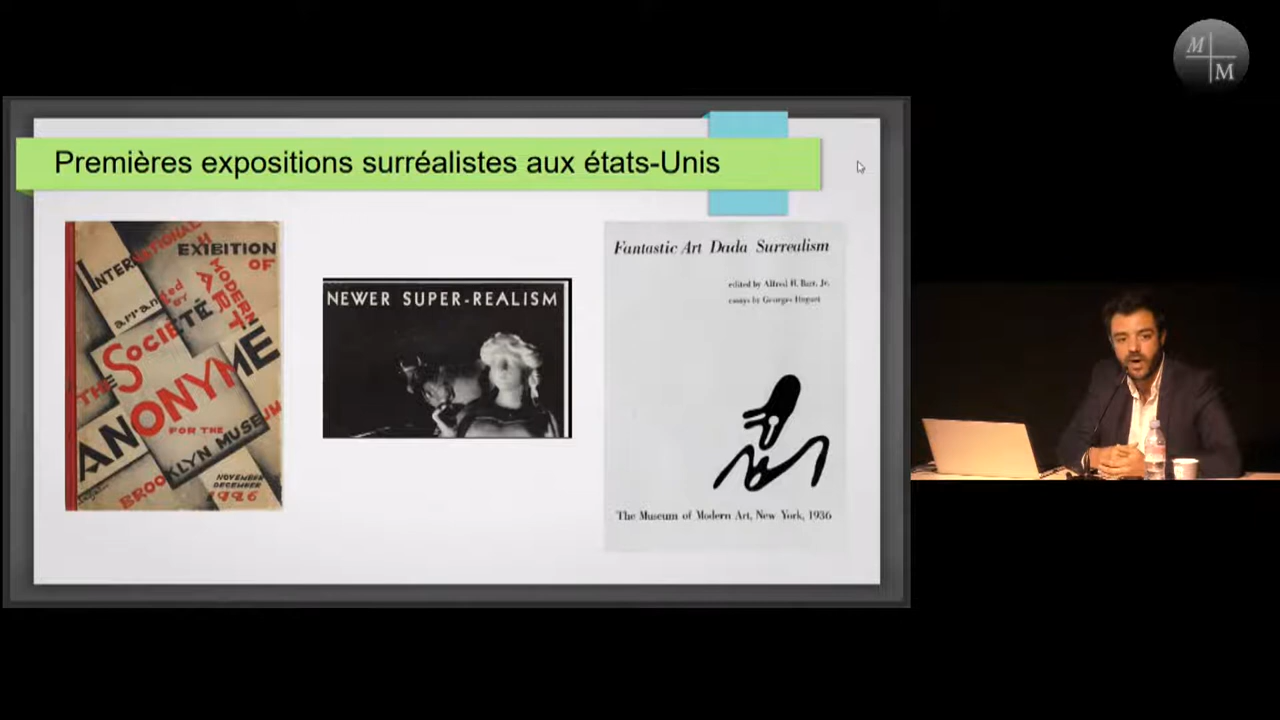 M
M
Premières expositions surréalistes aux états-Unis
INTERNATIONAL
EXIBITION
OF
MODERN
ART
arranged
BY
THE SOCIÉTÉ
ANONYME
FOR THE
BROOKLYN MUSEUM
NOVEMBER
DECEMBER
1926
NEWER SUPER-REALISM
Fantastic Art Dada Surrealism
edited by Alfred H. Barr, Jr.
essays by Georges Hugnet
The Museum of Modern Art, New York, 1936